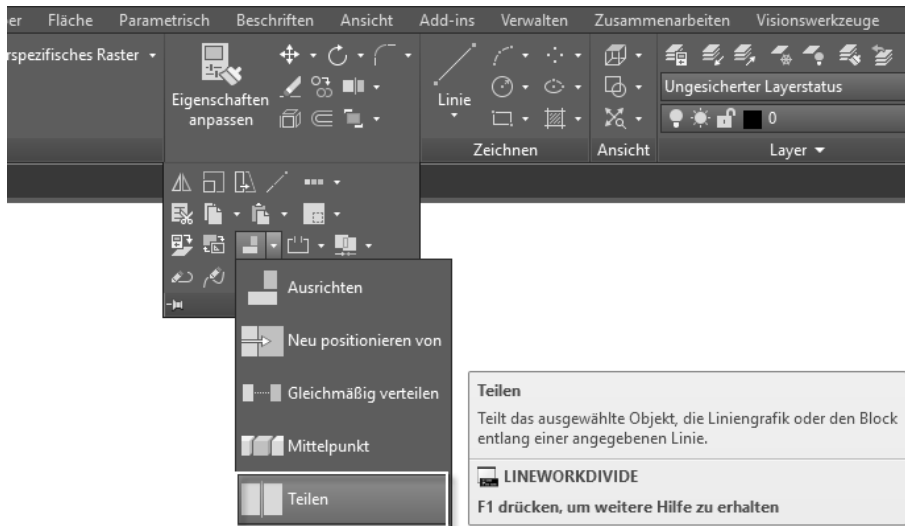 Fläche Parametrisch Beschriften Ansicht Add-ins Verwalten Zusammenarbeiten Visionswerkzeuge
rspezifisches Raster
Eigenschaften
anpassen
Linie
Ungesicherter Layerstatus
0
Zeichnen Ansicht Layer
Ausrichten
Neu positionieren von
Gleichmäßig verteilen
Mittelpunkt
Teilen
Teilen
Teilt das ausgewählte Objekt, die Liniengrafik oder den Block
entlang einer angegebenen Linie.
LINEWORKDIVIDE
F1 drücken, um weitere Hilfe zu erhalten